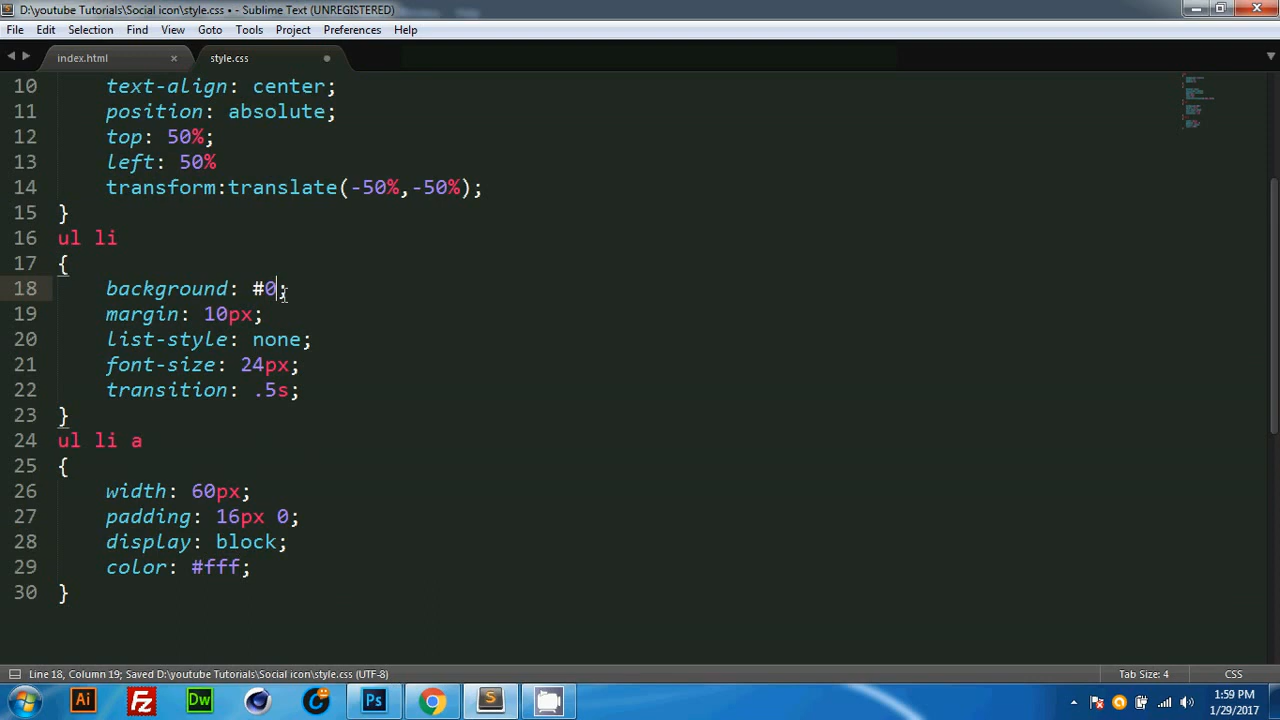 D:\youtube Tutorials\Social icon\style.css • - Sublime Text (UNREGISTERED)
File Edit Selection Find View Goto Tools Project Preferences Help
index.html × style.css
10 text-align: center;
11 position: absolute;
12 top: 50%;
13 left: 50%
14 transform:translate(-50%,-50%);
15 }
16 ul li
17 {
18 background: #0;
19 margin: 10px;
20 list-style: none;
21 font-size: 24px;
22 transition: .5s;
23 }
24 ul li a
25 {
26 width: 60px;
27 padding: 16px 0;
28 display: block;
29 color: #fff;
30 }
Line 18, Column 19; Saved D:\youtube Tutorials\Social icon\style.css (UTF-8) Tab Size: 4 CSS
Ai Fz Dw Ps S 1:59 PM
1/29/2017